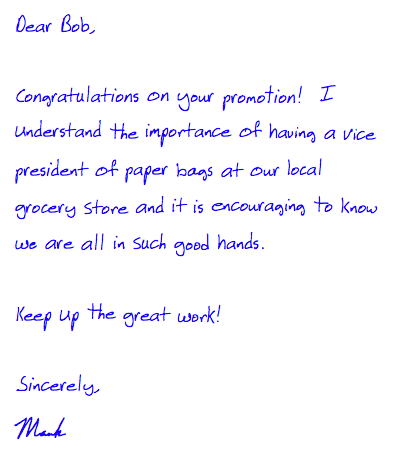 Dear Bob,
Congratulations on your promotion! I
understand the importance of having a vice
president of paper bags at our local
grocery store and it is encouraging to know
we are all in such good hands.
Keep up the great work!
Sincerely,
Mark